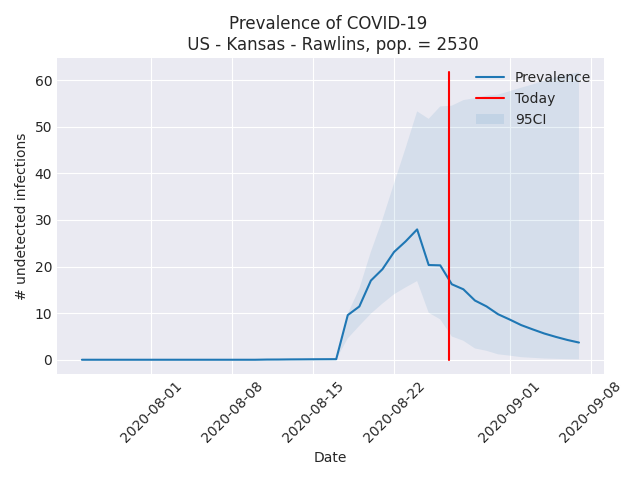 Prevalence of COVID-19
US - Kansas - Rawlins, pop. = 2530
# undetected infections
60
50
40
30
20
10
0
Prevalence
Today
95CI
2020-08-01
2020-08-08
2020-08-15
2020-08-22
2020-09-01
2020-09-08
Date